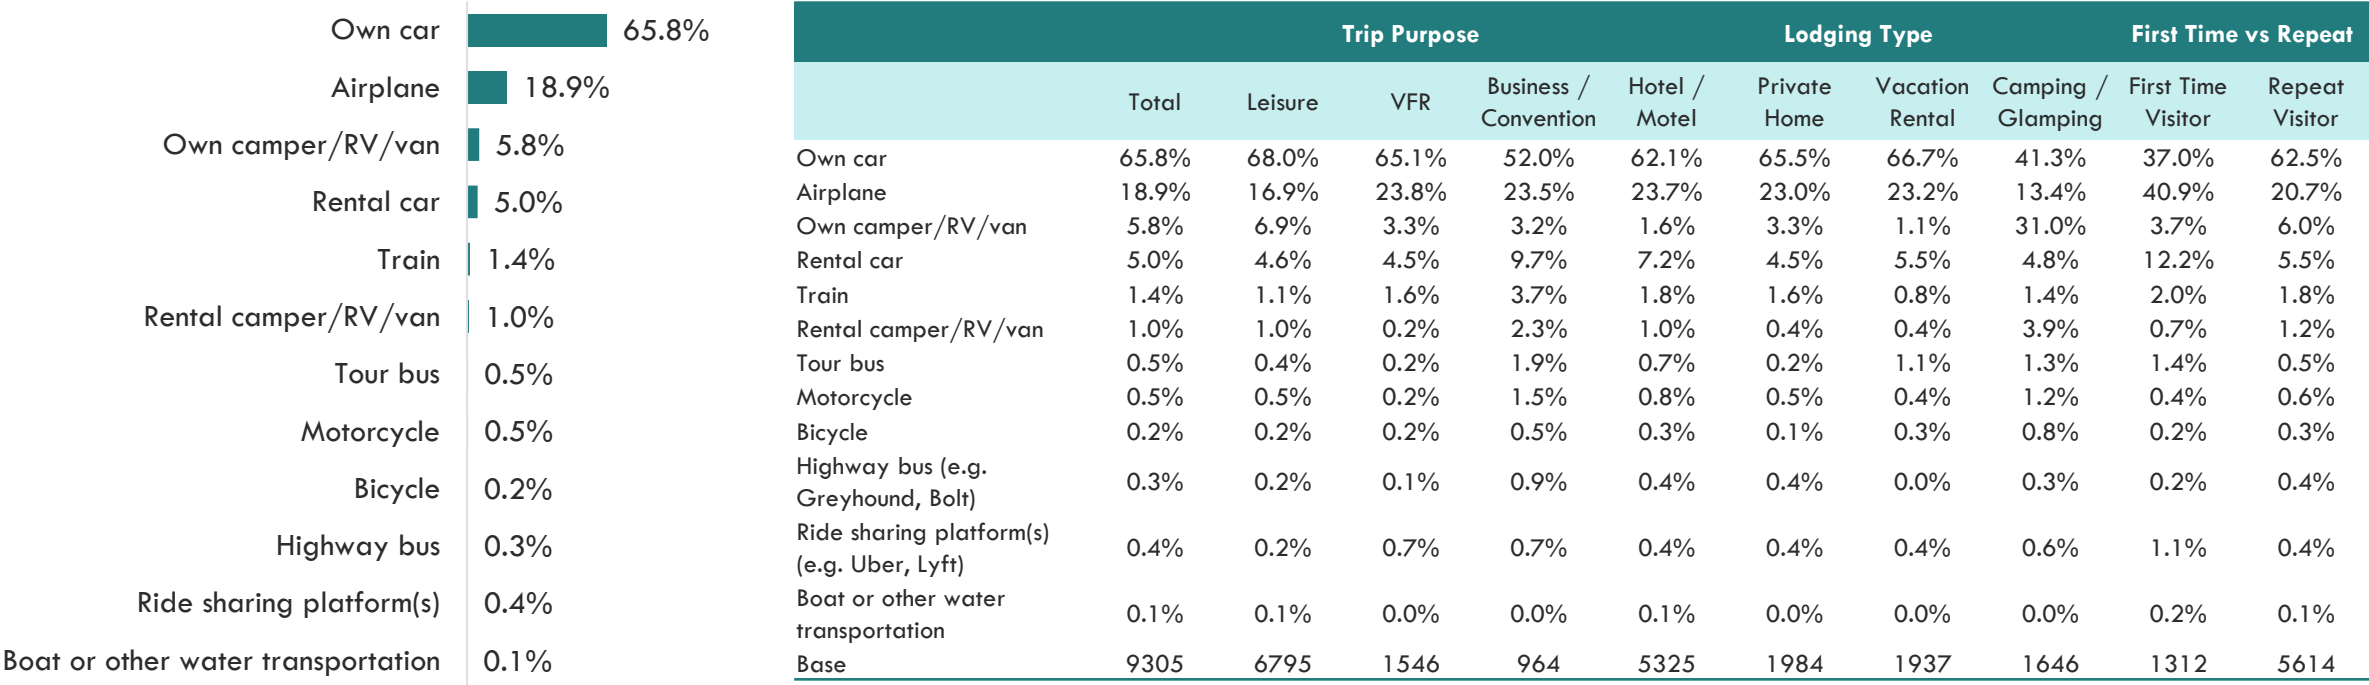 Own car 65.8%
Airplane 18.9%
Own camper/RV/van 5.8%
Rental car 5.0%
Train 1.4%
Rental camper/RV/van 1.0%
Tour bus 0.5%
Motorcycle 0.5%
Bicycle 0.2%
Highway bus 0.3%
Ride sharing platform(s) 0.4%
Boat or other water transportation 0.1%
Trip Purpose Lodging Type First Time vs Repeat
Business / Hotel / Private Vacation Camping / First Time Repeat
Total Leisure VFR
Convention Motel Home Rental Glamping Visitor Visitor
Own car 65.8% 68.0% 65.1% 52.0% 62.1% 65.5% 66.7% 41.3% 37.0% 62.5%
Airplane 18.9% 16.9% 23.8% 23.5% 23.7% 23.0% 23.2% 13.4% 40.9% 20.7%
Own camper/RV/van 5.8% 6.9% 3.3% 3.2% 1.6% 3.3% 1.1% 31.0% 3.7% 6.0%
Rental car 5.0% 4.6% 4.5% 9.7% 7.2% 4.5% 5.5% 4.8% 12.2% 5.5%
Train 1.4% 1.1% 1.6% 3.7% 1.8% 1.6% 0.8% 1.4% 2.0% 1.8%
Rental camper/RV/van 1.0% 1.0% 0.2% 2.3% 1.0% 0.4% 0.4% 3.9% 0.7% 1.2%
Tour bus 0.5% 0.4% 0.2% 1.9% 0.7% 0.2% 1.1% 1.3% 1.4% 0.5%
Motorcycle 0.5% 0.5% 0.2% 1.5% 0.8% 0.5% 0.4% 1.2% 0.4% 0.6%
Bicycle 0.2% 0.2% 0.2% 0.5% 0.3% 0.1% 0.3% 0.8% 0.2% 0.3%
Highway bus (e.g.
Greyhound, Bolt) 0.3% 0.2% 0.1% 0.9% 0.4% 0.4% 0.0% 0.3% 0.2% 0.4%
Ride sharing platform(s)
(e.g. Uber, Lyft) 0.4% 0.2% 0.7% 0.7% 0.4% 0.4% 0.4% 0.6% 1.1% 0.4%
Boat or other water
transportation 0.1% 0.1% 0.0% 0.0% 0.1% 0.0% 0.0% 0.0% 0.2% 0.1%
Base 9305 6795 1546 964 5325 1984 1937 1646 1312 5614